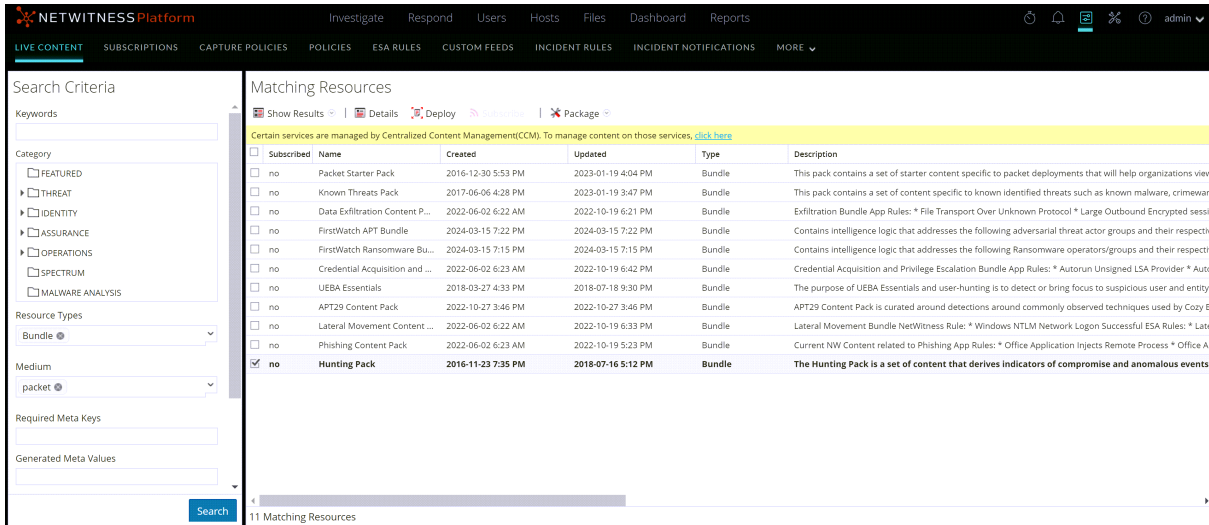 NETWITNESS Platform
Investigate Respond Users Hosts Files Dashboard Reports
admin
LIVE CONTENT SUBSCRIPTIONS CAPTURE POLICIES POLICIES ESA RULES CUSTOM FEEDS INCIDENT RULES INCIDENT NOTIFICATIONS MORE
Search Criteria
Keywords
Category
FEATURED
THREAT
IDENTITY
ASSURANCE
OPERATIONS
SPECTRUM
MALWARE ANALYSIS
Resource Types
Bundle
Medium
packet
Required Meta Keys
Generated Meta Values
Search
Matching Resources
Show Results Details Deploy Subscribe Package
Certain services are managed by Centralized Content Management(CCM). To manage content on those services, click here
Subscribed Name Created Updated Type Description
no Packet Starter Pack 2016-12-30 5:53 PM 2023-01-19 4:04 PM Bundle This pack contains a set of starter content specific to packet deployments that will help organizations view
no Known Threats Pack 2017-06-06 4:28 PM 2023-01-19 3:47 PM Bundle This pack contains a set of content specific to known identified threats such as known malware, crimewar
no Data Exfiltration Content P... 2022-06-02 6:22 AM 2022-10-19 6:21 PM Bundle Exfiltration Bundle App Rules: * File Transport Over Unknown Protocol * Large Outbound Encrypted sessi
no FirstWatch APT Bundle 2024-03-15 7:22 PM 2024-03-15 7:22 PM Bundle Contains intelligence logic that addresses the following adversarial threat actor groups and their respectiv
no FirstWatch Ransomware Bu... 2024-03-15 7:15 PM 2024-03-15 7:15 PM Bundle Contains intelligence logic that addresses the following Ransomware operators/groups and their respecti
no Credential Acquisition and ... 2022-06-02 6:23 AM 2022-10-19 6:42 PM Bundle Credential Acquisition and Privilege Escalation Bundle App Rules: * Autorun Unsigned LSA Provider * Auto
no UEBA Essentials 2018-03-27 4:33 PM 2018-07-18 9:30 PM Bundle The purpose of UEBA Essentials and user-hunting is to detect or bring focus to suspicious user and entity
no APT29 Content Pack 2022-10-27 3:46 PM 2022-10-27 3:46 PM Bundle APT29 Content Pack is curated around detections around commonly observed techniques used by Cozy B
no Lateral Movement Content ... 2022-06-02 6:22 AM 2022-10-19 6:33 PM Bundle Lateral Movement Bundle NetWitness Rule: * Windows NTLM Network Logon Successful ESA Rules: * Late
no Phishing Content Pack 2022-06-02 6:23 AM 2022-10-19 5:23 PM Bundle Current NW Content related to Phishing App Rules: * Office Application Injects Remote Process * Office A
no Hunting Pack 2016-11-23 7:35 PM 2018-07-16 5:12 PM Bundle The Hunting Pack is a set of content that derives indicators of compromise and anomalous events
11 Matching Resources